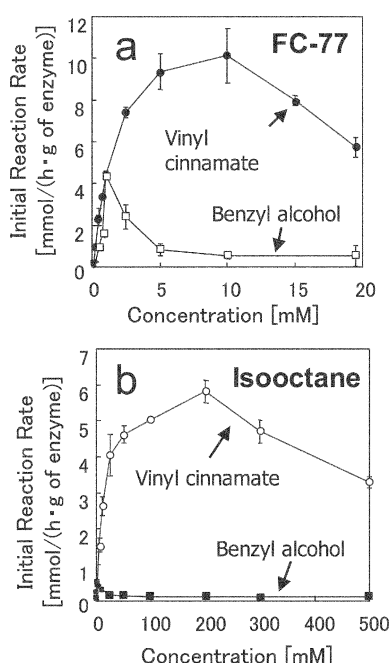 a
FC-77
Initial Reaction Rate
[mmol/(h·g of enzyme)]
12
10
8
6
4
2
0
Vinyl
cinnamate
Benzyl alcohol
0 5 10 15 20
Concentration [mM]
b
Isooctane
Initial Reaction Rate
[mmol/(h·g of enzyme)]
7
6
5
4
3
2
1
0
Vinyl cinnamate
Benzyl alcohol
0 100 200 300 400 500
Concentration [mM]